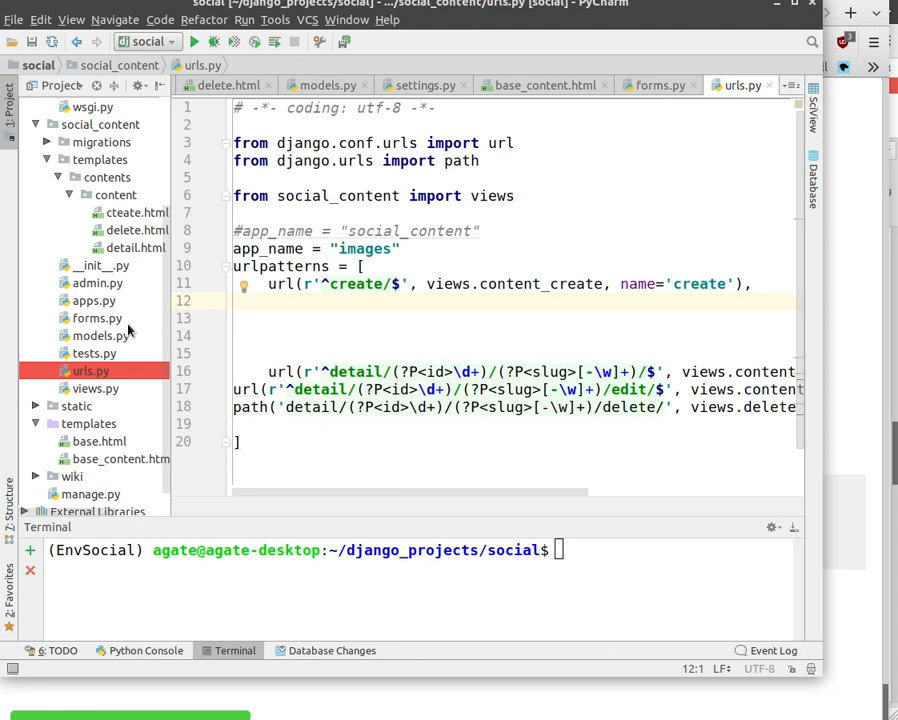 social [~/django_projects/social] - .../social_content/urls.py [social] - PyCharm
File Edit View Navigate Code Refactor Run Tools VCS Window Help
social
3
social social_content urls.py
1: Project
Project
delete.html × models.py × settings.py × base_content.html × forms.py × urls.py ×
SciView
Database
wsgi.py
social_content
migrations
templates
contents
content
cteate.html
delete.html
detail.html
__init__.py
admin.py
apps.py
forms.py
models.py
tests.py
urls.py
views.py
static
templates
base.html
base_content.htm
wiki
manage.py
External Libraries
1 # -*- coding: utf-8 -*-
2
3 from django.conf.urls import url
4 from django.urls import path
5
6 from social_content import views
7
8 #app_name = "social_content"
9 app_name = "images"
10 urlpatterns = [
11 url(r'^create/$', views.content_create, name='create'),
12
13
14
15
16 url(r'^detail/(?P<id>\d+)/(?P<slug>[-\w]+)/$', views.content
17 url(r'^detail/(?P<id>\d+)/(?P<slug>[-\w]+)/edit/$', views.content
18 path('detail/(?P<id>\d+)/(?P<slug>[-\w]+)/delete/', views.delete
19
20 ]
7: Structure
2: Favorites
Terminal
(EnvSocial) agate@agate-desktop:~/django_projects/social$
6: TODO Python Console Terminal Database Changes Event Log
12:1 LF÷ UTF-8